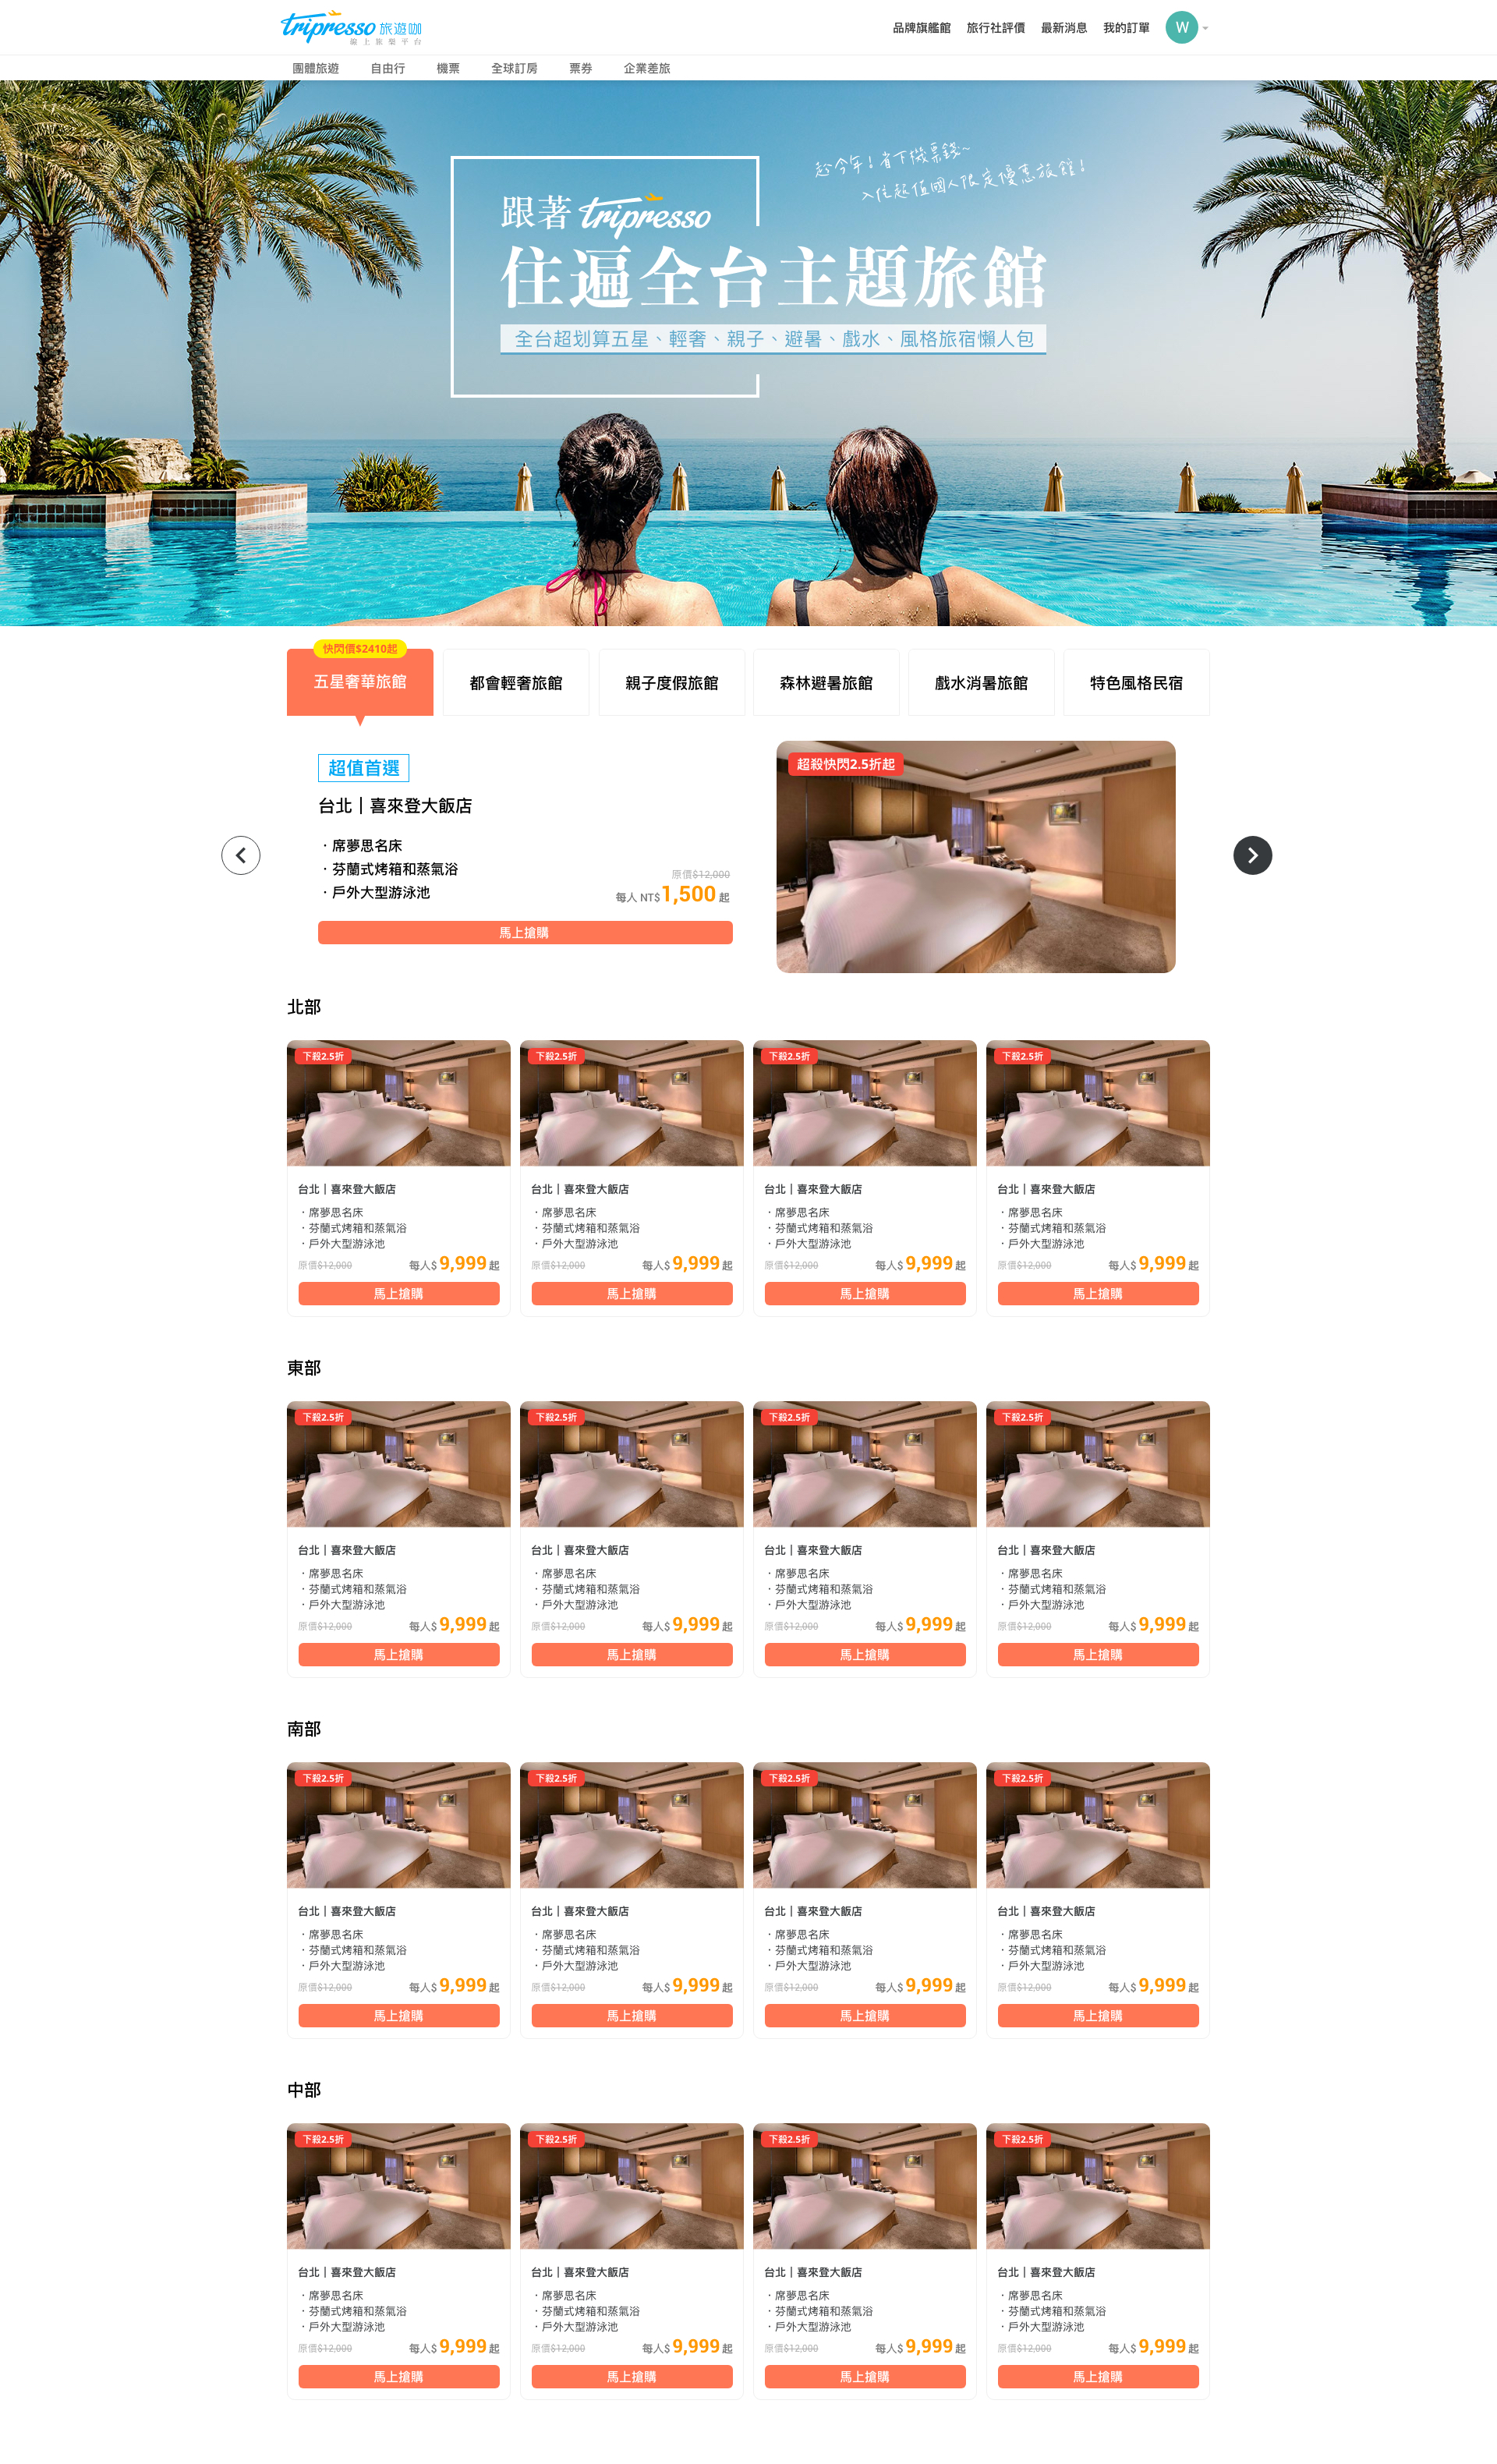 tripresso 旅遊咖
線上旅遊平台
品牌旗艦館 旅行社評價 最新消息 我的訂單 W
團體旅遊 自由行 機票 全球訂房 票券 企業差旅
趁今年！省下機票錢~
入住超值國人限定優惠旅館！
跟著 tripresso
住遍全台主題旅館
全台超划算五星、輕奢、親子、避暑、戲水、風格旅宿懶人包
快閃價$2410起
五星奢華旅館 都會輕奢旅館 親子度假旅館 森林避暑旅館 戲水消暑旅館 特色風格民宿
超值首選
台北｜喜來登大飯店
・席夢思名床
・芬蘭式烤箱和蒸氣浴
・戶外大型游泳池
原價$12,000
每人 NT$1,500 起
馬上搶購
超殺快閃2.5折起
北部
下殺2.5折 下殺2.5折 下殺2.5折 下殺2.5折
台北｜喜來登大飯店 台北｜喜來登大飯店 台北｜喜來登大飯店 台北｜喜來登大飯店
・席夢思名床 ・席夢思名床 ・席夢思名床 ・席夢思名床
・芬蘭式烤箱和蒸氣浴 ・芬蘭式烤箱和蒸氣浴 ・芬蘭式烤箱和蒸氣浴 ・芬蘭式烤箱和蒸氣浴
・戶外大型游泳池 ・戶外大型游泳池 ・戶外大型游泳池 ・戶外大型游泳池
原價$12,000 每人$ 9,999 起 原價$12,000 每人$ 9,999 起 原價$12,000 每人$ 9,999 起 原價$12,000 每人$ 9,999 起
馬上搶購 馬上搶購 馬上搶購 馬上搶購
東部
下殺2.5折 下殺2.5折 下殺2.5折 下殺2.5折
台北｜喜來登大飯店 台北｜喜來登大飯店 台北｜喜來登大飯店 台北｜喜來登大飯店
・席夢思名床 ・席夢思名床 ・席夢思名床 ・席夢思名床
・芬蘭式烤箱和蒸氣浴 ・芬蘭式烤箱和蒸氣浴 ・芬蘭式烤箱和蒸氣浴 ・芬蘭式烤箱和蒸氣浴
・戶外大型游泳池 ・戶外大型游泳池 ・戶外大型游泳池 ・戶外大型游泳池
原價$12,000 每人$ 9,999 起 原價$12,000 每人$ 9,999 起 原價$12,000 每人$ 9,999 起 原價$12,000 每人$ 9,999 起
馬上搶購 馬上搶購 馬上搶購 馬上搶購
南部
下殺2.5折 下殺2.5折 下殺2.5折 下殺2.5折
台北｜喜來登大飯店 台北｜喜來登大飯店 台北｜喜來登大飯店 台北｜喜來登大飯店
・席夢思名床 ・席夢思名床 ・席夢思名床 ・席夢思名床
・芬蘭式烤箱和蒸氣浴 ・芬蘭式烤箱和蒸氣浴 ・芬蘭式烤箱和蒸氣浴 ・芬蘭式烤箱和蒸氣浴
・戶外大型游泳池 ・戶外大型游泳池 ・戶外大型游泳池 ・戶外大型游泳池
原價$12,000 每人$ 9,999 起 原價$12,000 每人$ 9,999 起 原價$12,000 每人$ 9,999 起 原價$12,000 每人$ 9,999 起
馬上搶購 馬上搶購 馬上搶購 馬上搶購
中部
下殺2.5折 下殺2.5折 下殺2.5折 下殺2.5折
台北｜喜來登大飯店 台北｜喜來登大飯店 台北｜喜來登大飯店 台北｜喜來登大飯店
・席夢思名床 ・席夢思名床 ・席夢思名床 ・席夢思名床
・芬蘭式烤箱和蒸氣浴 ・芬蘭式烤箱和蒸氣浴 ・芬蘭式烤箱和蒸氣浴 ・芬蘭式烤箱和蒸氣浴
・戶外大型游泳池 ・戶外大型游泳池 ・戶外大型游泳池 ・戶外大型游泳池
原價$12,000 每人$ 9,999 起 原價$12,000 每人$ 9,999 起 原價$12,000 每人$ 9,999 起 原價$12,000 每人$ 9,999 起
馬上搶購 馬上搶購 馬上搶購 馬上搶購